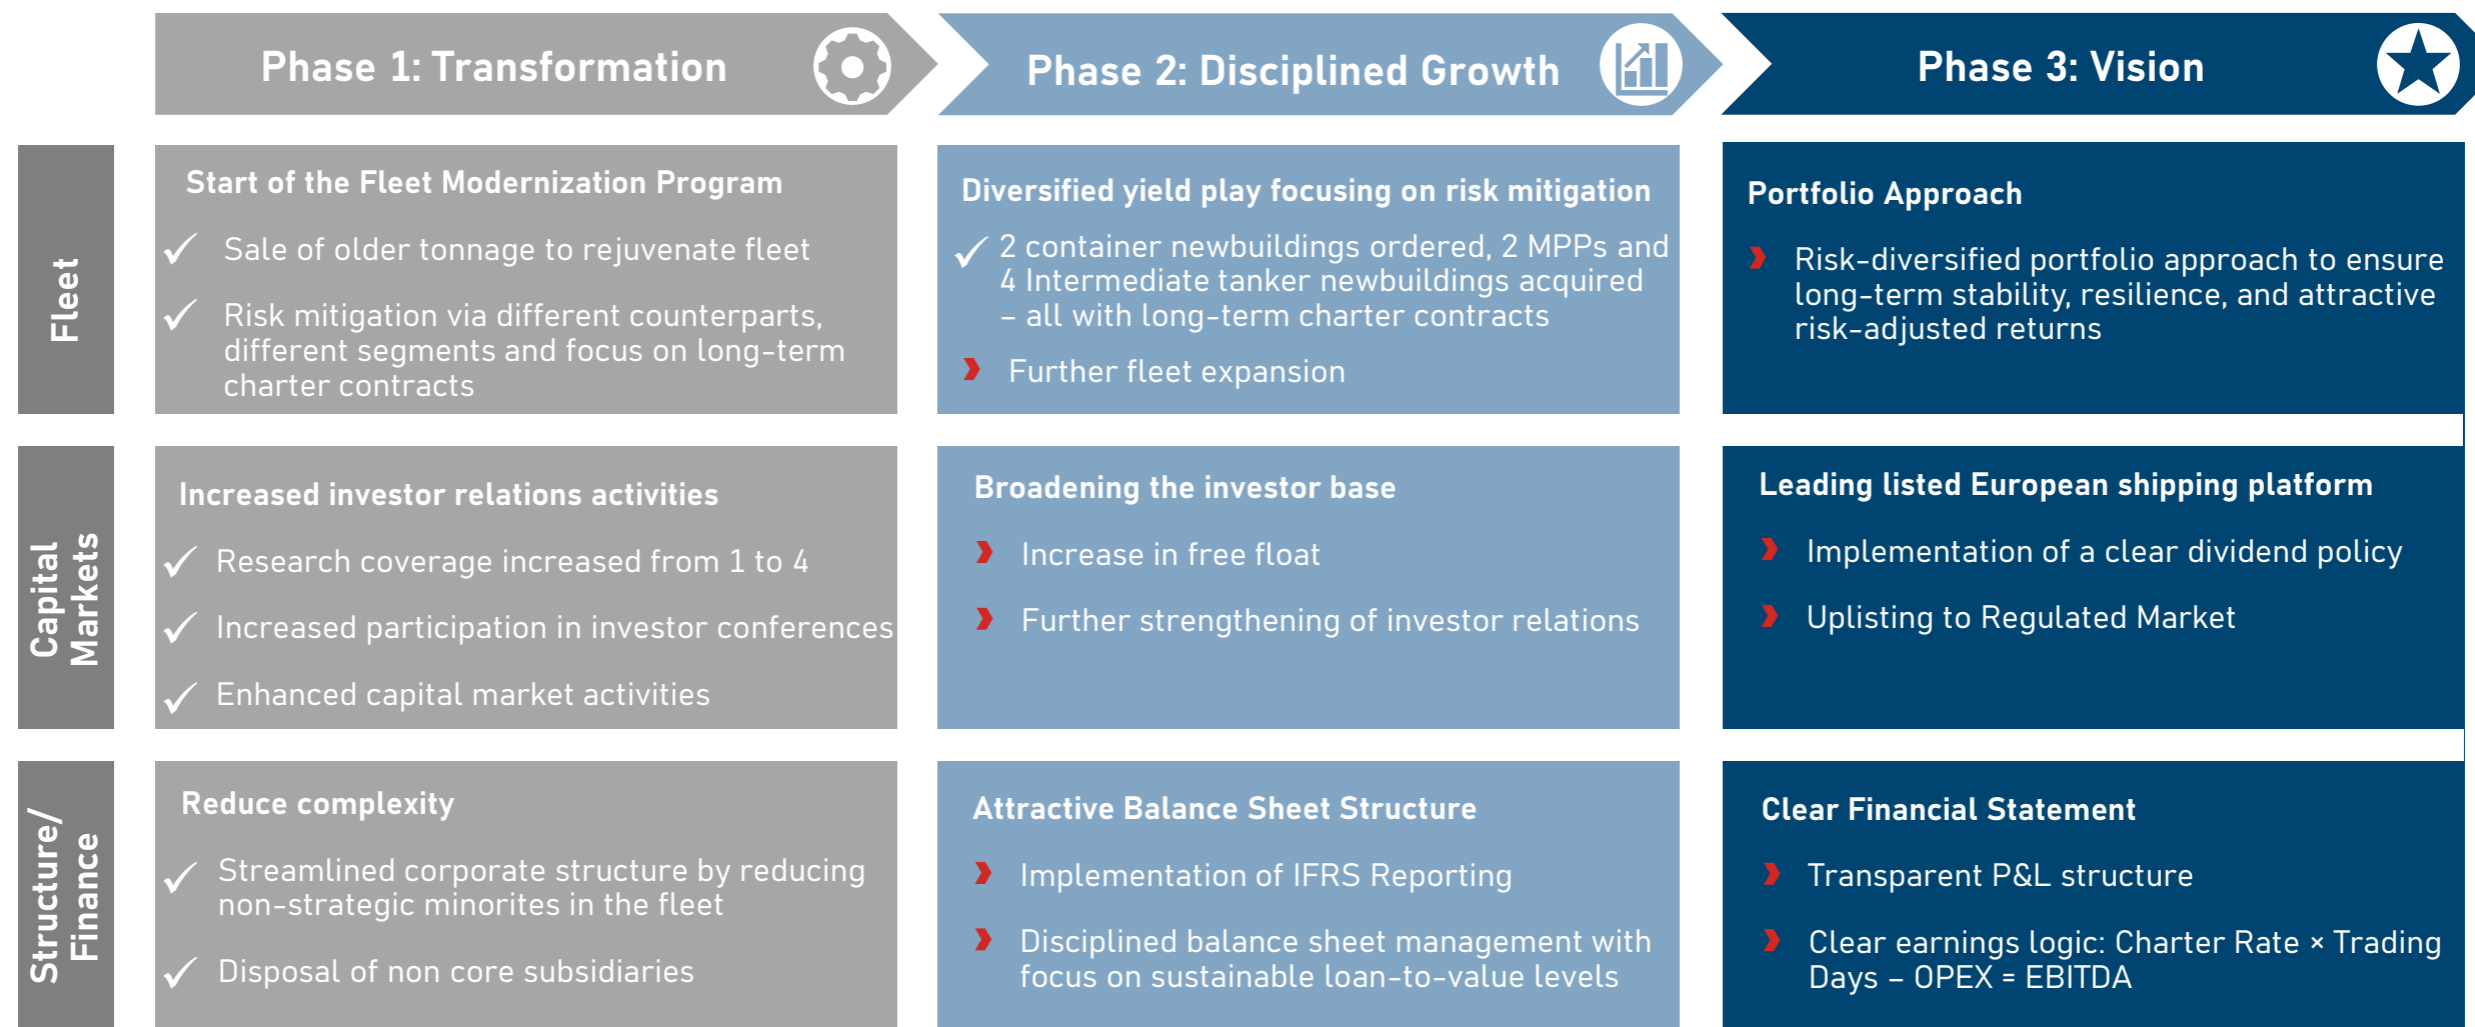 Phase 1: Transformation
Phase 2: Disciplined Growth
Phase 3: Vision
Fleet
Start of the Fleet Modernization Program
Sale of older tonnage to rejuvenate fleet
Risk mitigation via different counterparts,
different segments and focus on long-term
charter contracts
Diversified yield play focusing on risk mitigation
2 container newbuildings ordered, 2 MPPs and
4 Intermediate tanker newbuildings acquired
– all with long-term charter contracts
Further fleet expansion
Portfolio Approach
Risk-diversified portfolio approach to ensure
long-term stability, resilience, and attractive
risk-adjusted returns
Capital
Markets
Increased investor relations activities
Research coverage increased from 1 to 4
Increased participation in investor conferences
Enhanced capital market activities
Broadening the investor base
Increase in free float
Further strengthening of investor relations
Leading listed European shipping platform
Implementation of a clear dividend policy
Uplisting to Regulated Market
Structure/
Finance
Reduce complexity
Streamlined corporate structure by reducing
non-strategic minorites in the fleet
Disposal of non core subsidiaries
Attractive Balance Sheet Structure
Implementation of IFRS Reporting
Disciplined balance sheet management with
focus on sustainable loan-to-value levels
Clear Financial Statement
Transparent P&L structure
Clear earnings logic: Charter Rate × Trading
Days – OPEX = EBITDA